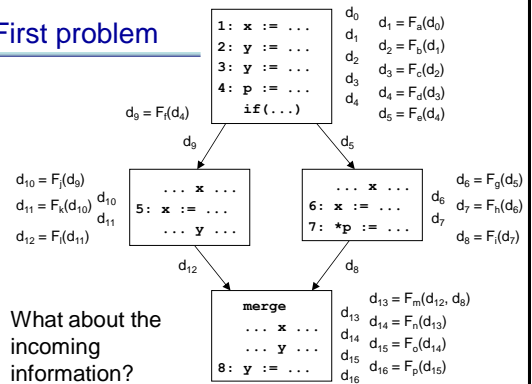 First problem
1: x := ...
2: y := ...
3: y := ...
4: p := ...
if(...)
d0
d1
d2
d3
d4
d1 = Fa(d0)
d2 = Fb(d1)
d3 = Fc(d2)
d4 = Fd(d3)
d5 = Fe(d4)
d9 = Ff(d4)
d9
d5
d10 = Fj(d9)
d11 = Fk(d10)
d12 = Fl(d11)
d10
d11
... x ...
5: x := ...
... y ...
... x ...
6: x := ...
7: *p := ...
d6
d7
d6 = Fg(d5)
d7 = Fh(d6)
d8 = Fi(d7)
d12
d8
merge
... x ...
... y ...
8: y := ...
d13
d14
d15
d16
d13 = Fm(d12, d8)
d14 = Fn(d13)
d15 = Fo(d14)
d16 = Fp(d15)
What about the
incoming
information?